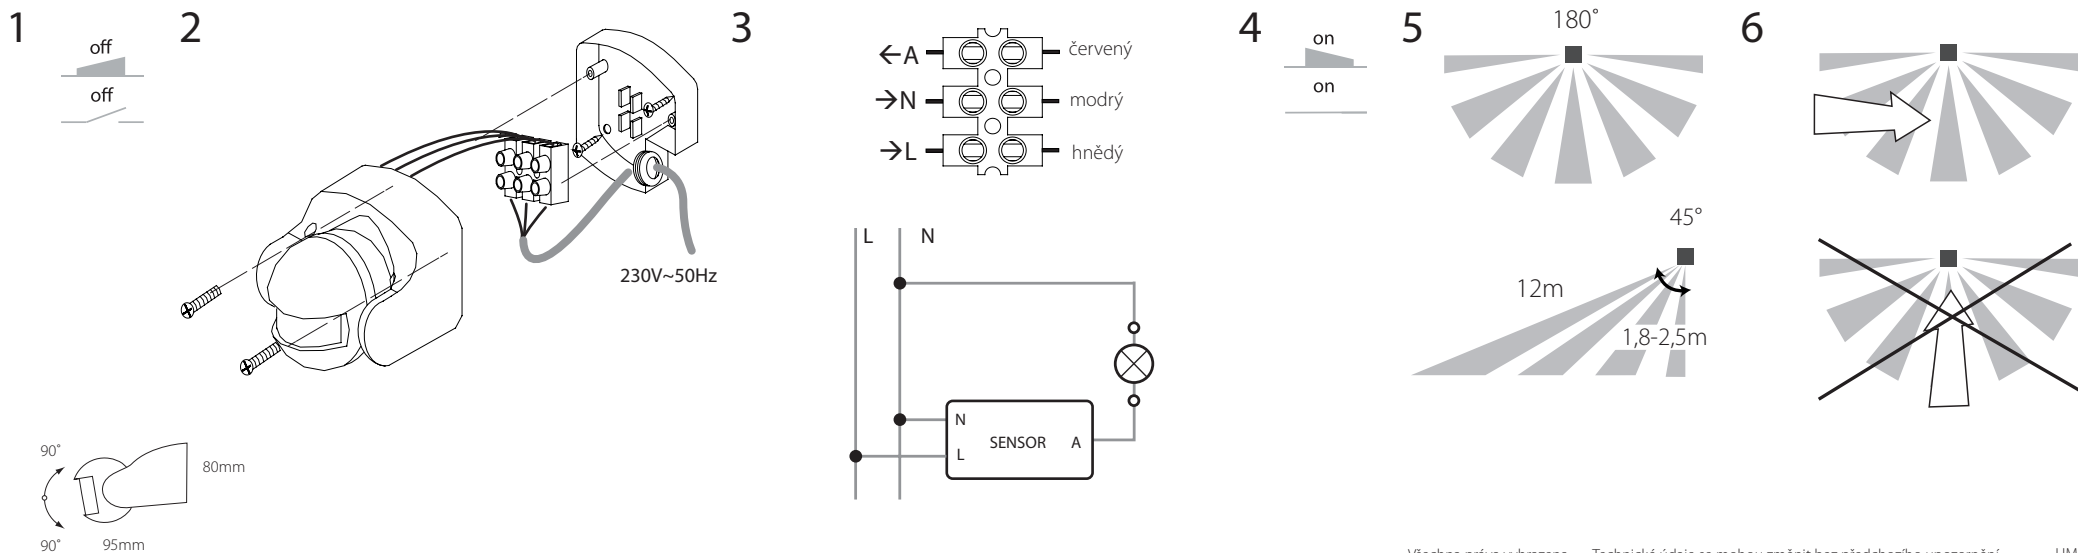 1
off
off
90°
90°
80mm
95mm
2
230V~50Hz
3
←A červený
→N modrý
→L hnědý
L N
N
L
SENSOR A
4
on
on
5
180°
45°
12m
1,8-2,5m
6